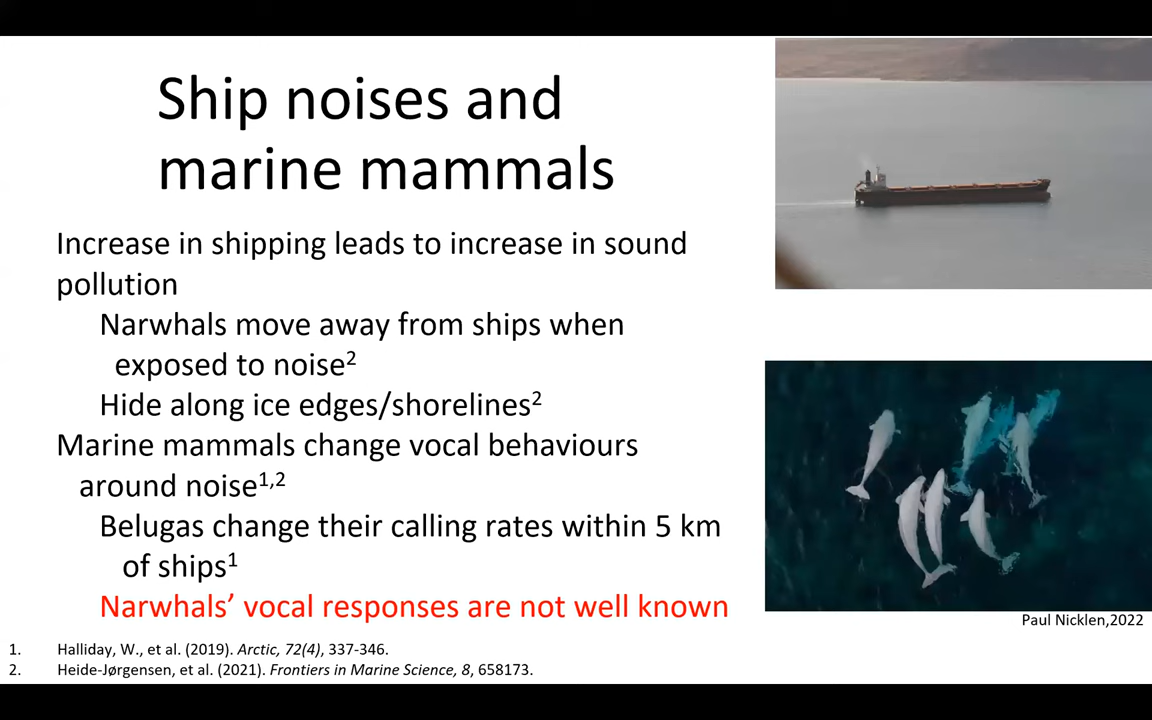 Ship noises and
marine mammals
Increase in shipping leads to increase in sound
pollution
Narwhals move away from ships when
exposed to noise²
Hide along ice edges/shorelines²
Marine mammals change vocal behaviours
around noise¹,²
Belugas change their calling rates within 5 km
of ships¹
Narwhals’ vocal responses are not well known
Paul Nicklen,2022
1. Halliday, W., et al. (2019). Arctic, 72(4), 337-346.
2. Heide-Jørgensen, et al. (2021). Frontiers in Marine Science, 8, 658173.